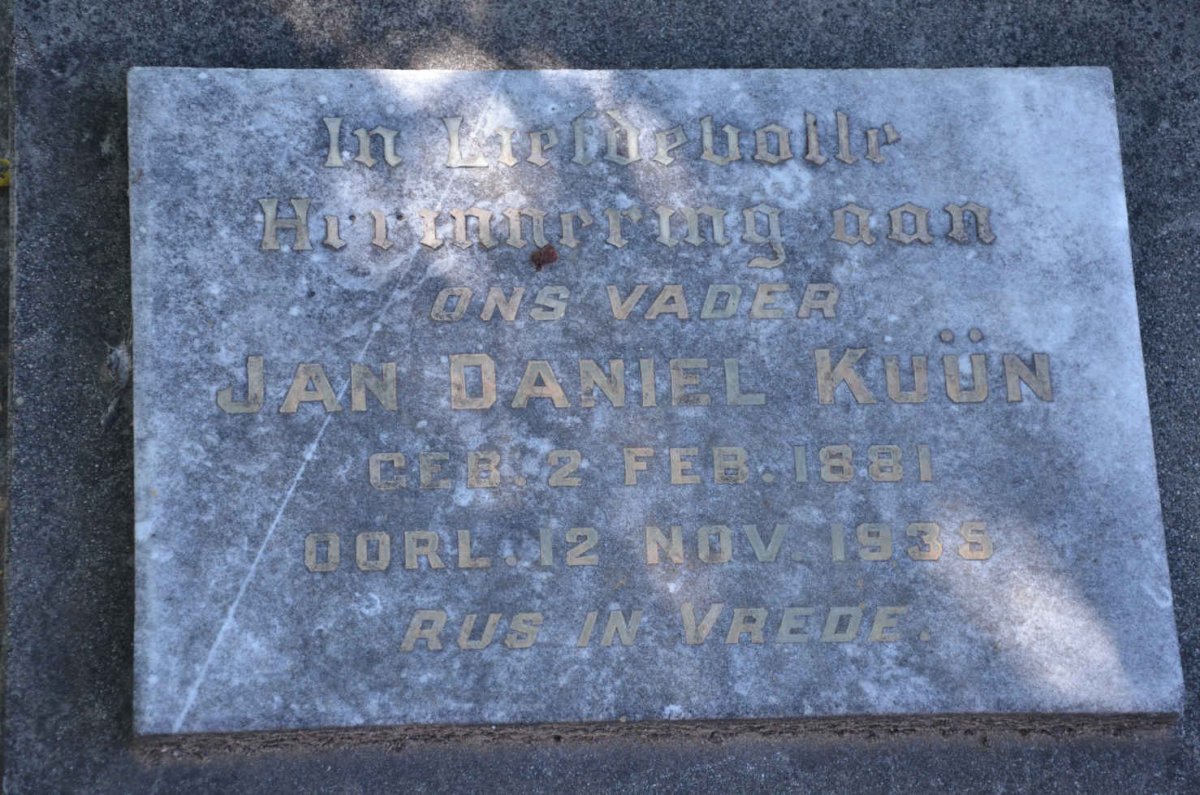 In Liefdevolle
Herinnering aan
ONS VADER
JAN DANIEL KUÜN
GEB. 2 FEB. 1881
OORL. 12 NOV. 1935
RUS IN VREDE.